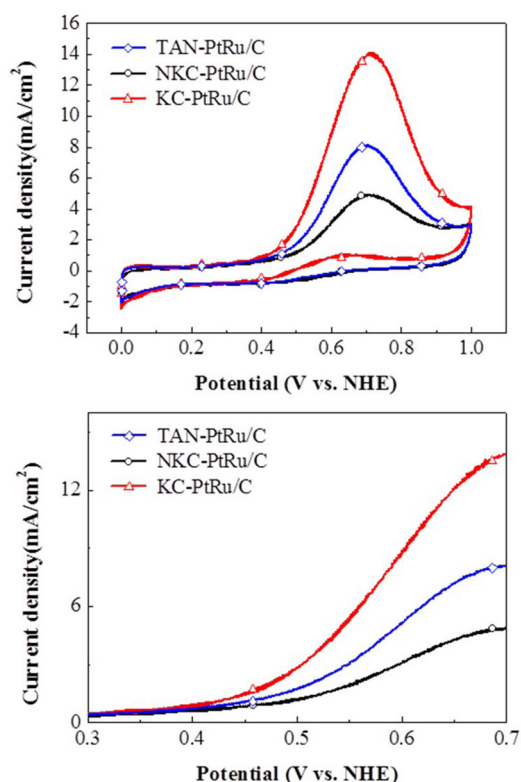 16
14
12
10
8
6
4
2
0
-2
-4
Current density(mA/cm²)
TAN-PtRu/C
NKC-PtRu/C
KC-PtRu/C
0.0 0.2 0.4 0.6 0.8 1.0
Potential (V vs. NHE)
12
6
0
Current density(mA/cm²)
TAN-PtRu/C
NKC-PtRu/C
KC-PtRu/C
0.3 0.4 0.5 0.6 0.7
Potential (V vs. NHE)